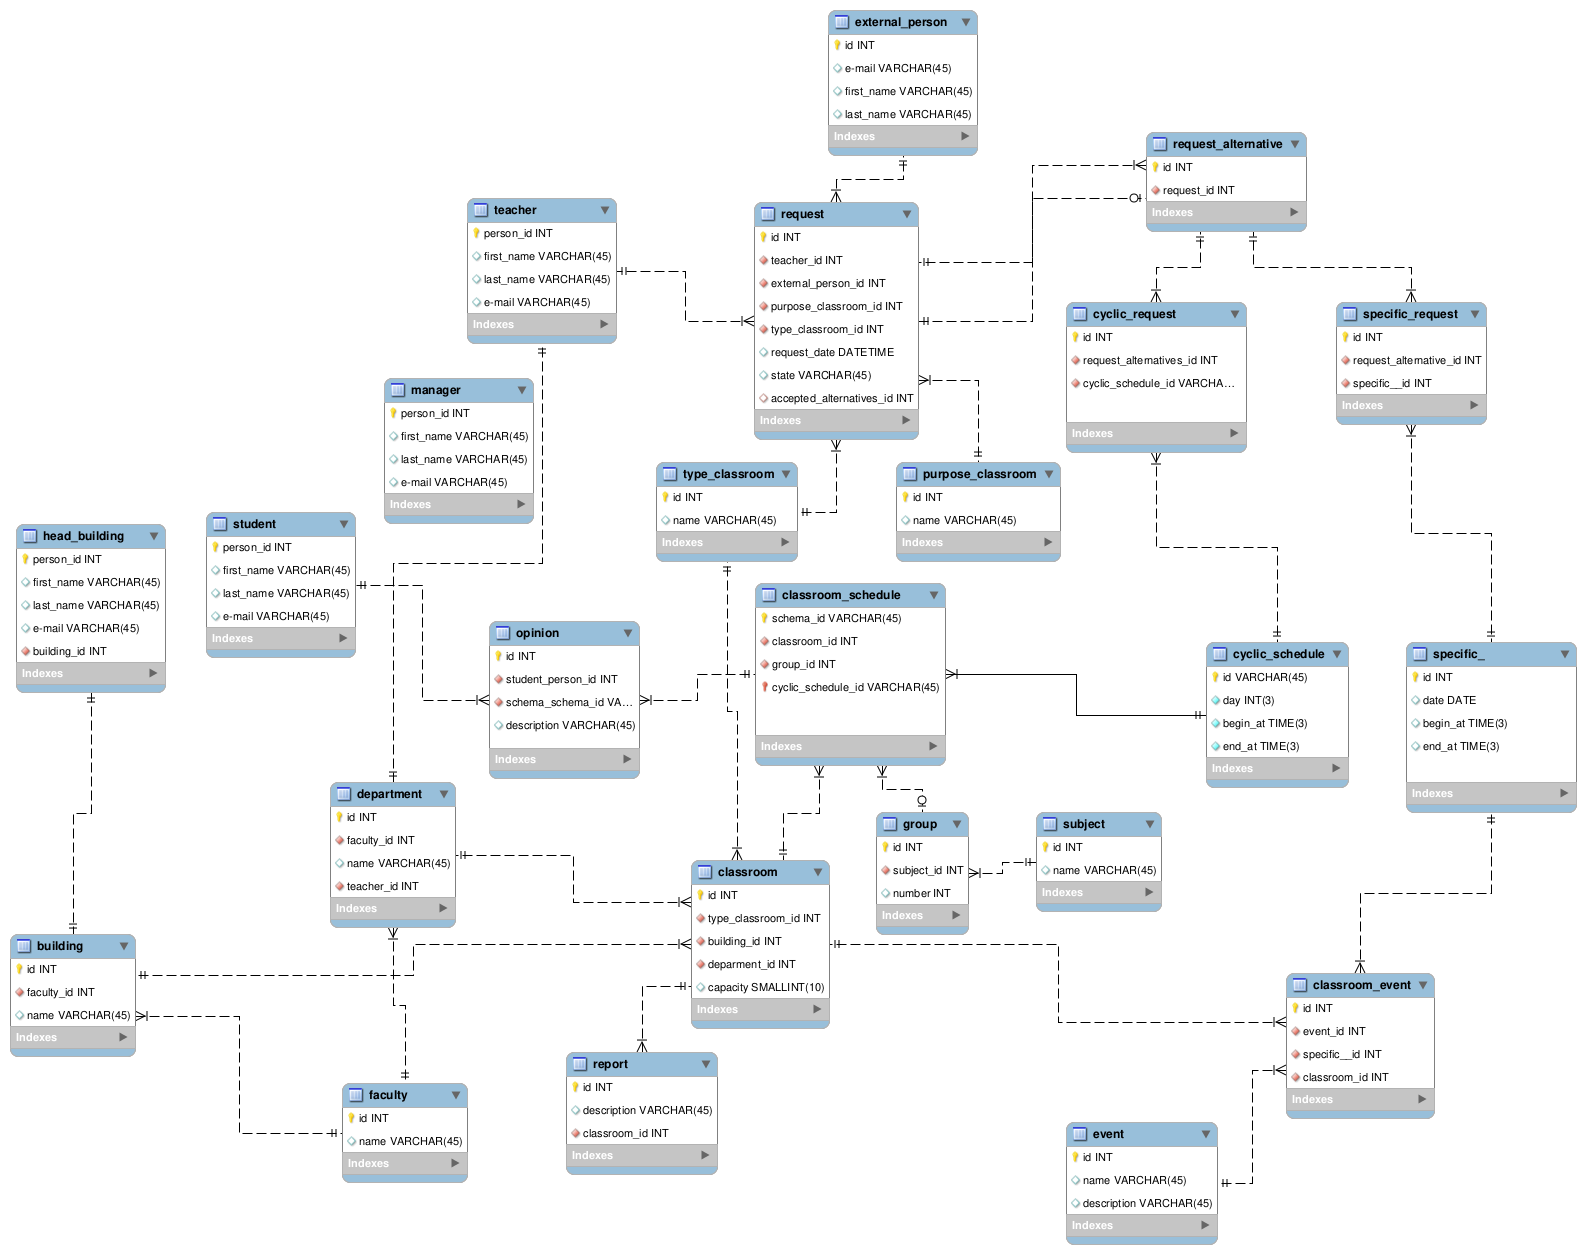 external_person
id INT
e-mail VARCHAR(45)
first_name VARCHAR(45)
last_name VARCHAR(45)
Indexes
request_alternative
id INT
request_id INT
Indexes
teacher
person_id INT
first_name VARCHAR(45)
last_name VARCHAR(45)
e-mail VARCHAR(45)
Indexes
request
id INT
teacher_id INT
external_person_id INT
purpose_classroom_id INT
type_classroom_id INT
request_date DATETIME
state VARCHAR(45)
accepted_alternatives_id INT
Indexes
cyclic_request
id INT
request_alternatives_id INT
cyclic_schedule_id VARCHA...
Indexes
specific_request
id INT
request_alternative_id INT
specific__id INT
Indexes
manager
person_id INT
first_name VARCHAR(45)
last_name VARCHAR(45)
e-mail VARCHAR(45)
Indexes
type_classroom
id INT
name VARCHAR(45)
Indexes
purpose_classroom
id INT
name VARCHAR(45)
Indexes
head_building
person_id INT
first_name VARCHAR(45)
last_name VARCHAR(45)
e-mail VARCHAR(45)
building_id INT
Indexes
student
person_id INT
first_name VARCHAR(45)
last_name VARCHAR(45)
e-mail VARCHAR(45)
Indexes
opinion
id INT
student_person_id INT
schema_schema_id VA...
description VARCHAR(45)
Indexes
classroom_schedule
schema_id VARCHAR(45)
classroom_id INT
group_id INT
cyclic_schedule_id VARCHAR(45)
Indexes
cyclic_schedule
id VARCHAR(45)
day INT(3)
begin_at TIME(3)
end_at TIME(3)
Indexes
specific_
id INT
date DATE
begin_at TIME(3)
end_at TIME(3)
Indexes
department
id INT
faculty_id INT
name VARCHAR(45)
teacher_id INT
Indexes
group
id INT
subject_id INT
number INT
Indexes
subject
id INT
name VARCHAR(45)
Indexes
classroom
id INT
type_classroom_id INT
building_id INT
deparment_id INT
capacity SMALLINT(10)
Indexes
building
id INT
faculty_id INT
name VARCHAR(45)
Indexes
classroom_event
id INT
event_id INT
specific__id INT
classroom_id INT
Indexes
report
id INT
description VARCHAR(45)
classroom_id INT
Indexes
faculty
id INT
name VARCHAR(45)
Indexes
event
id INT
name VARCHAR(45)
description VARCHAR(45)
Indexes